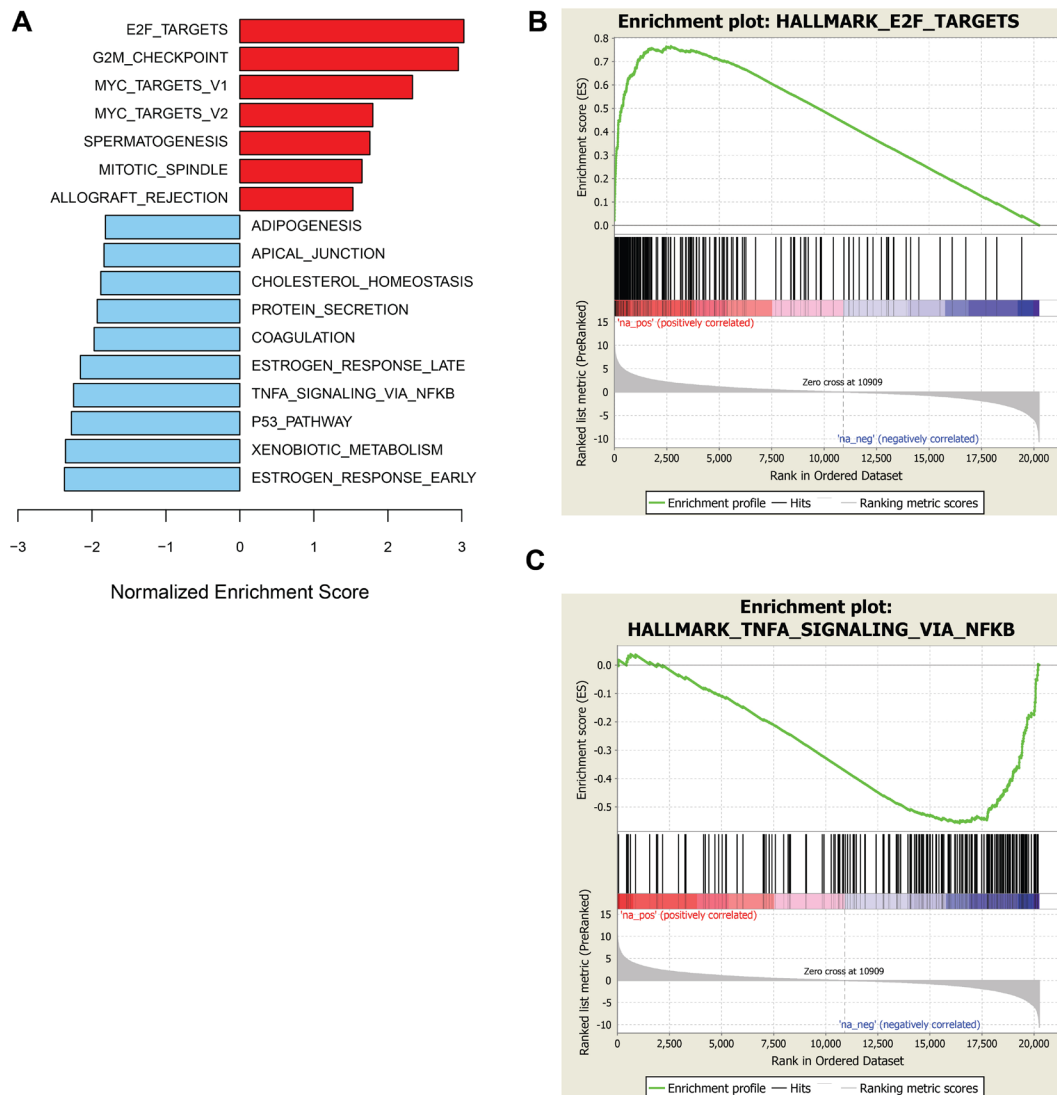 A
E2F_TARGETS
G2M_CHECKPOINT
MYC_TARGETS_V1
MYC_TARGETS_V2
SPERMATOGENESIS
MITOTIC_SPINDLE
ALLOGRAFT_REJECTION
ADIPOGENESIS
APICAL_JUNCTION
CHOLESTEROL_HOMEOSTASIS
PROTEIN_SECRETION
COAGULATION
ESTROGEN_RESPONSE_LATE
TNFA_SIGNALING_VIA_NFKB
P53_PATHWAY
XENOBIOTIC_METABOLISM
ESTROGEN_RESPONSE_EARLY
−3 −2 −1 0 1 2 3
Normalized Enrichment Score
B
Enrichment plot: HALLMARK_E2F_TARGETS
Enrichment score (ES)
0.8
0.7
0.6
0.5
0.4
0.3
0.2
0.1
0.0
Ranked list metric (PreRanked)
'na_pos' (positively correlated)
15
10
5
0
-5
-10
Zero cross at 10909
'na_neg' (negatively correlated)
0 2,500 5,000 7,500 10,000 12,500 15,000 17,500 20,000
Rank in Ordered Dataset
Enrichment profile Hits Ranking metric scores
C
Enrichment plot:
HALLMARK_TNFA_SIGNALING_VIA_NFKB
Enrichment score (ES)
0.0
-0.1
-0.2
-0.3
-0.4
-0.5
Ranked list metric (PreRanked)
'na_pos' (positively correlated)
15
10
5
0
-5
-10
Zero cross at 10909
'na_neg' (negatively correlated)
0 2,500 5,000 7,500 10,000 12,500 15,000 17,500 20,000
Rank in Ordered Dataset
Enrichment profile Hits Ranking metric scores